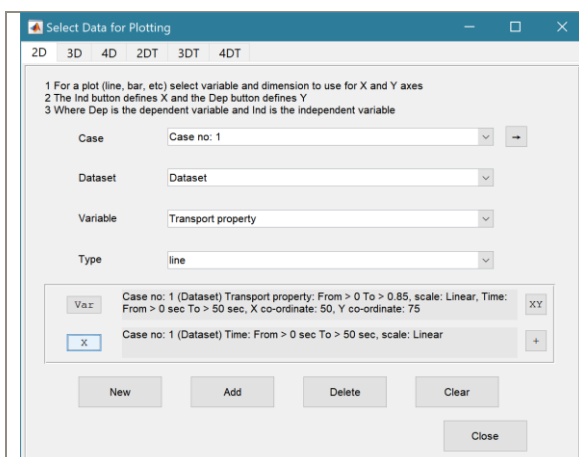 Select Data for Plotting
2D 3D 4D 2DT 3DT 4DT
1 For a plot (line, bar, etc) select variable and dimension to use for X and Y axes
2 The Ind button defines X and the Dep button defines Y
3 Where Dep is the dependent variable and Ind is the independent variable
Case Case no: 1 →
Dataset Dataset
Variable Transport property
Type line
Var Case no: 1 (Dataset) Transport property: From > 0 To > 0.85, scale: Linear, Time: XY
From > 0 sec To > 50 sec, X co-ordinate: 50, Y co-ordinate: 75
X Case no: 1 (Dataset) Time: From > 0 sec To > 50 sec, scale: Linear +
New Add Delete Clear
Close